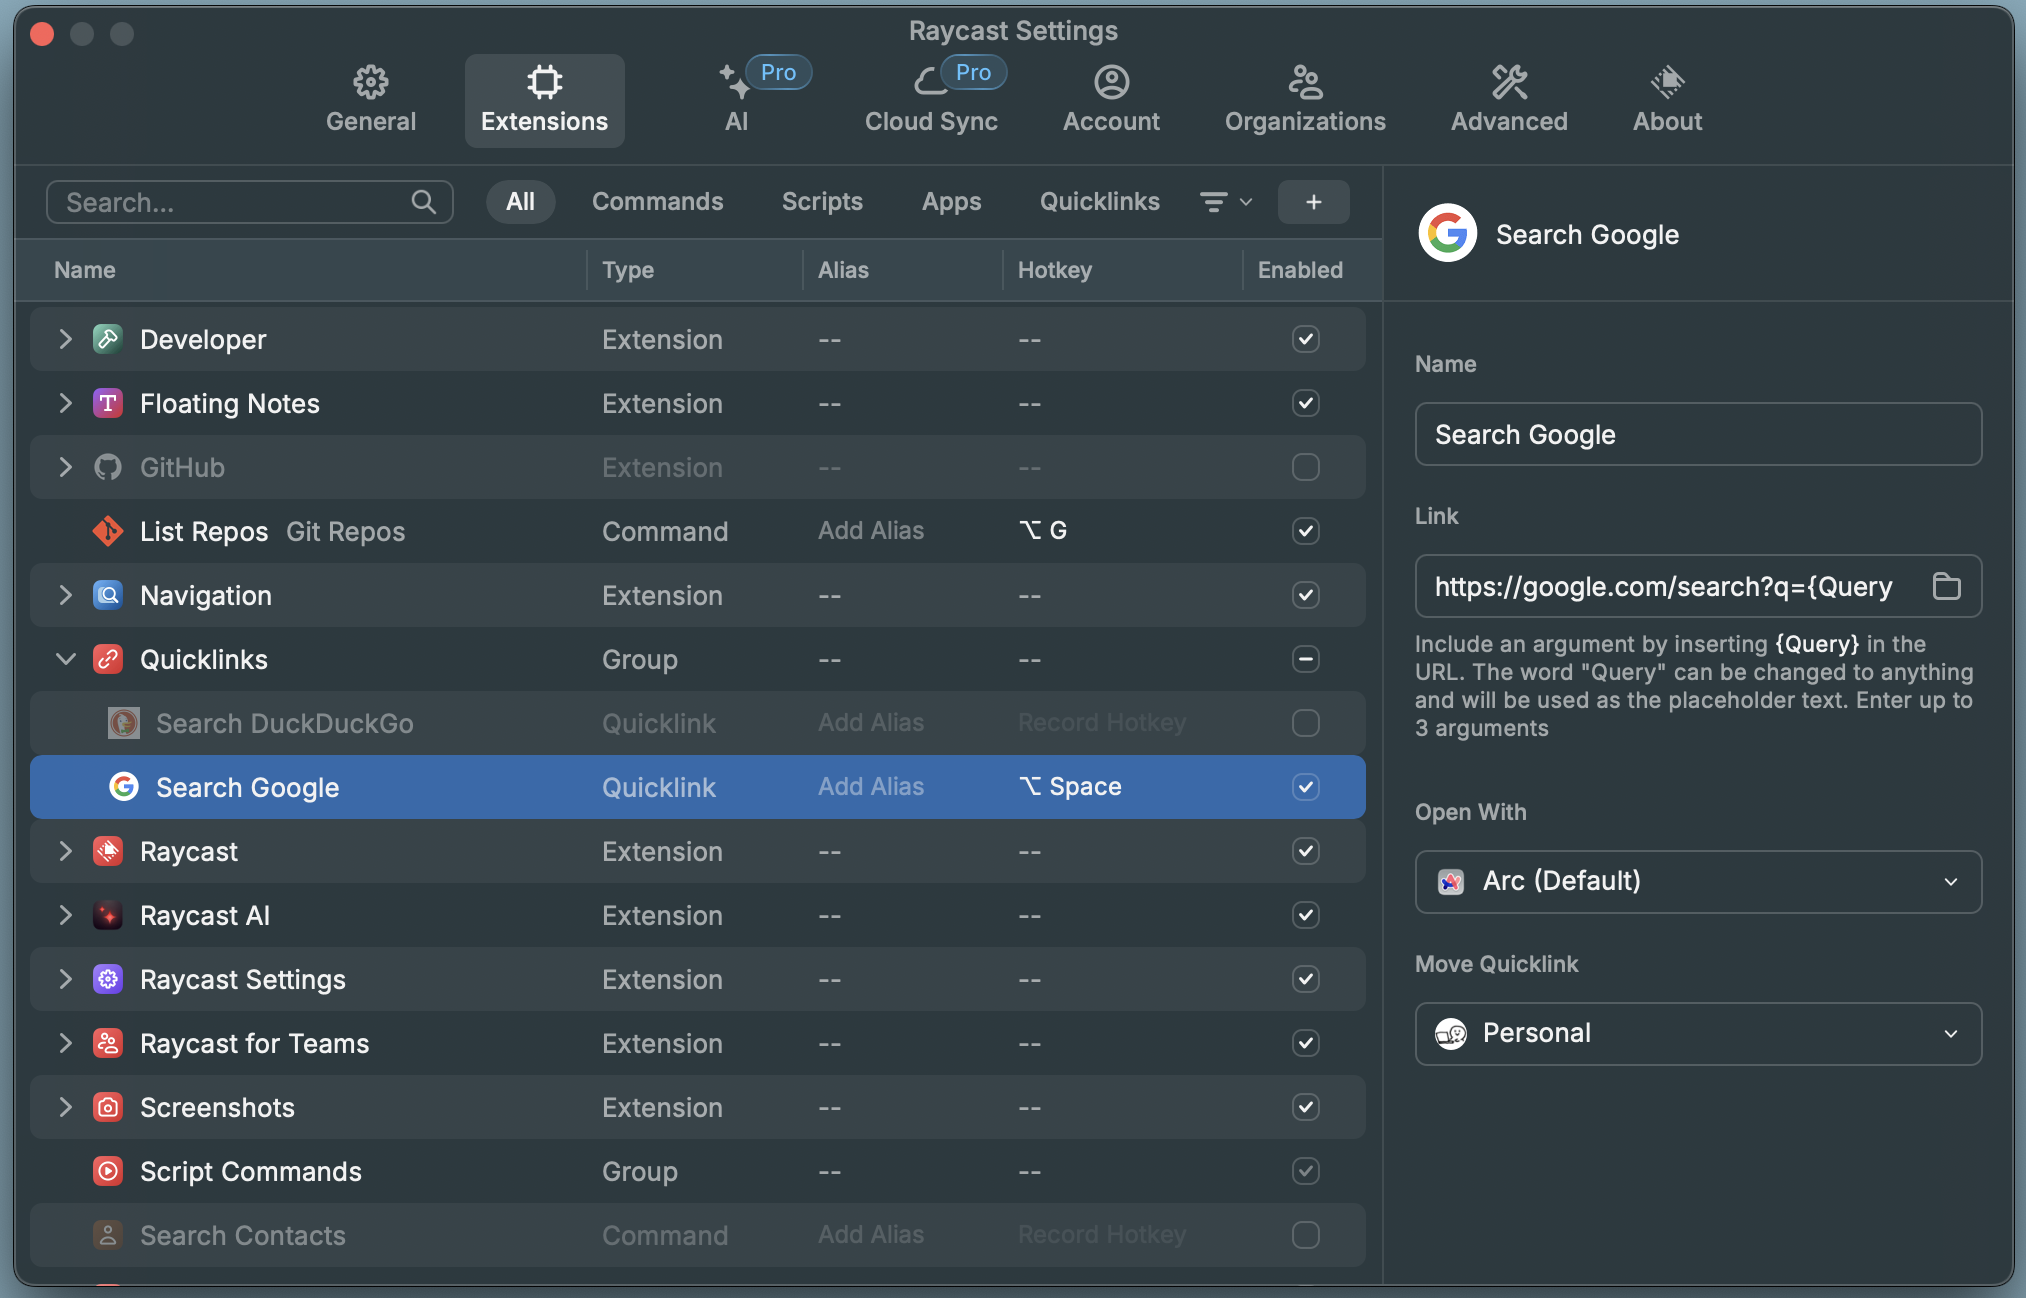 Raycast Settings
General
Extensions
Pro
AI
Pro
Cloud Sync
Account
Organizations
Advanced
About
Search...
All Commands Scripts Apps Quicklinks +
Name Type Alias Hotkey Enabled
Developer Extension -- --
Floating Notes Extension -- --
GitHub Extension -- --
List Repos Git Repos Command Add Alias ⌥ G
Navigation Extension -- --
Quicklinks Group -- --
Search DuckDuckGo Quicklink Add Alias Record Hotkey
Search Google Quicklink Add Alias ⌥ Space
Raycast Extension -- --
Raycast AI Extension -- --
Raycast Settings Extension -- --
Raycast for Teams Extension -- --
Screenshots Extension -- --
Script Commands Group -- --
Search Contacts Command Add Alias Record Hotkey
Search Google
Name
Search Google
Link
https://google.com/search?q={Query
Include an argument by inserting {Query} in the
URL. The word "Query" can be changed to anything
and will be used as the placeholder text. Enter up to
3 arguments
Open With
Arc (Default)
Move Quicklink
Personal